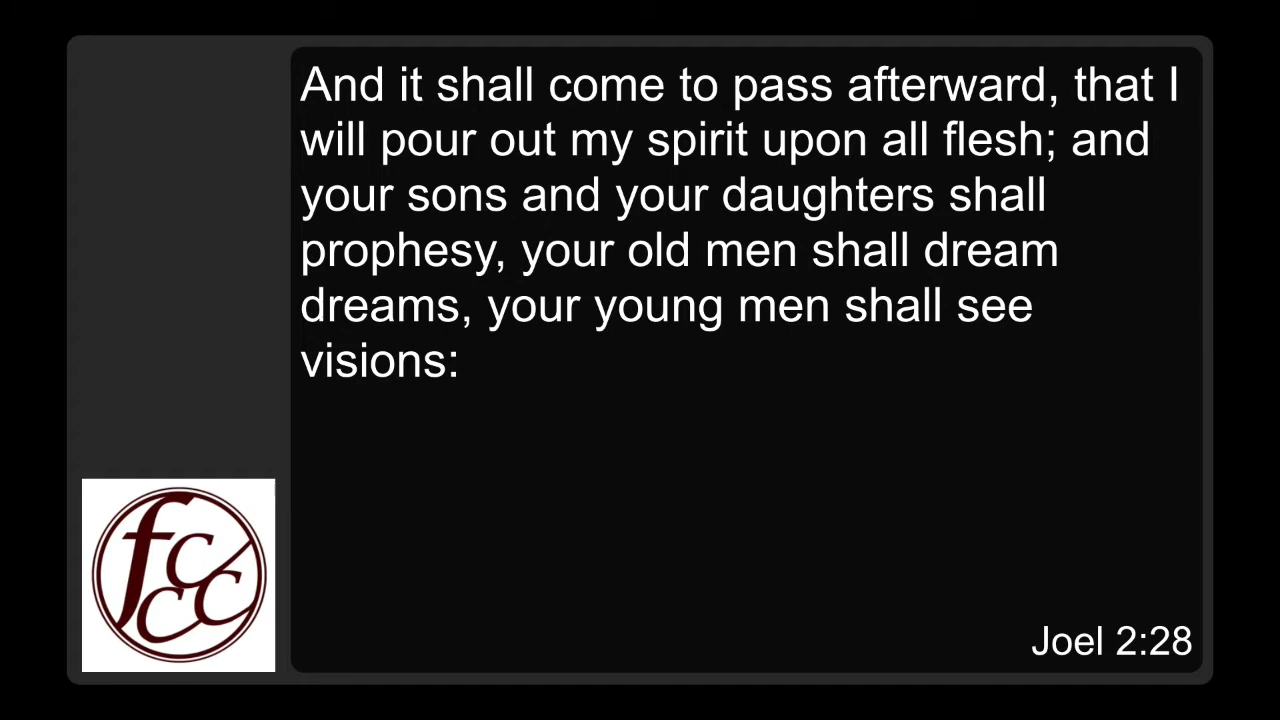 And it shall come to pass afterward, that I
will pour out my spirit upon all flesh; and
your sons and your daughters shall
prophesy, your old men shall dream
dreams, your young men shall see
visions:
fccc
Joel 2:28